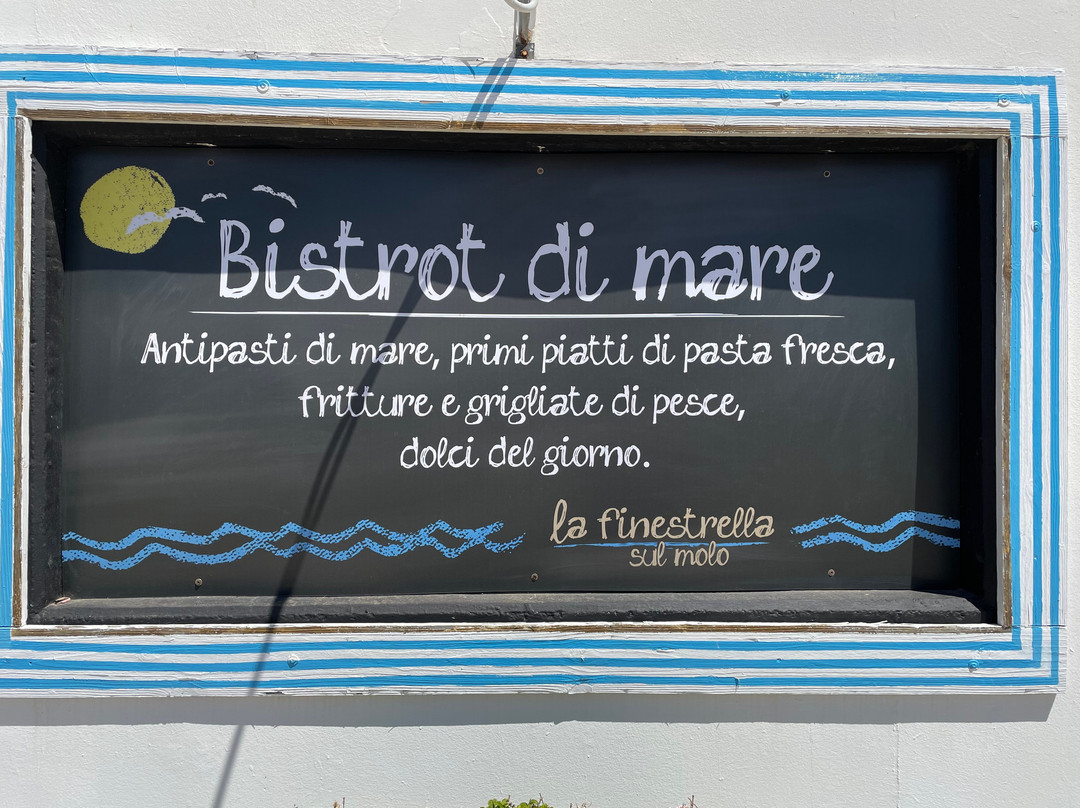 Bistrot di mare
Antipasti di mare, primi piatti di pasta fresca,
fritture e grigliate di pesce,
dolci del giorno.
la finestrella
sul molo